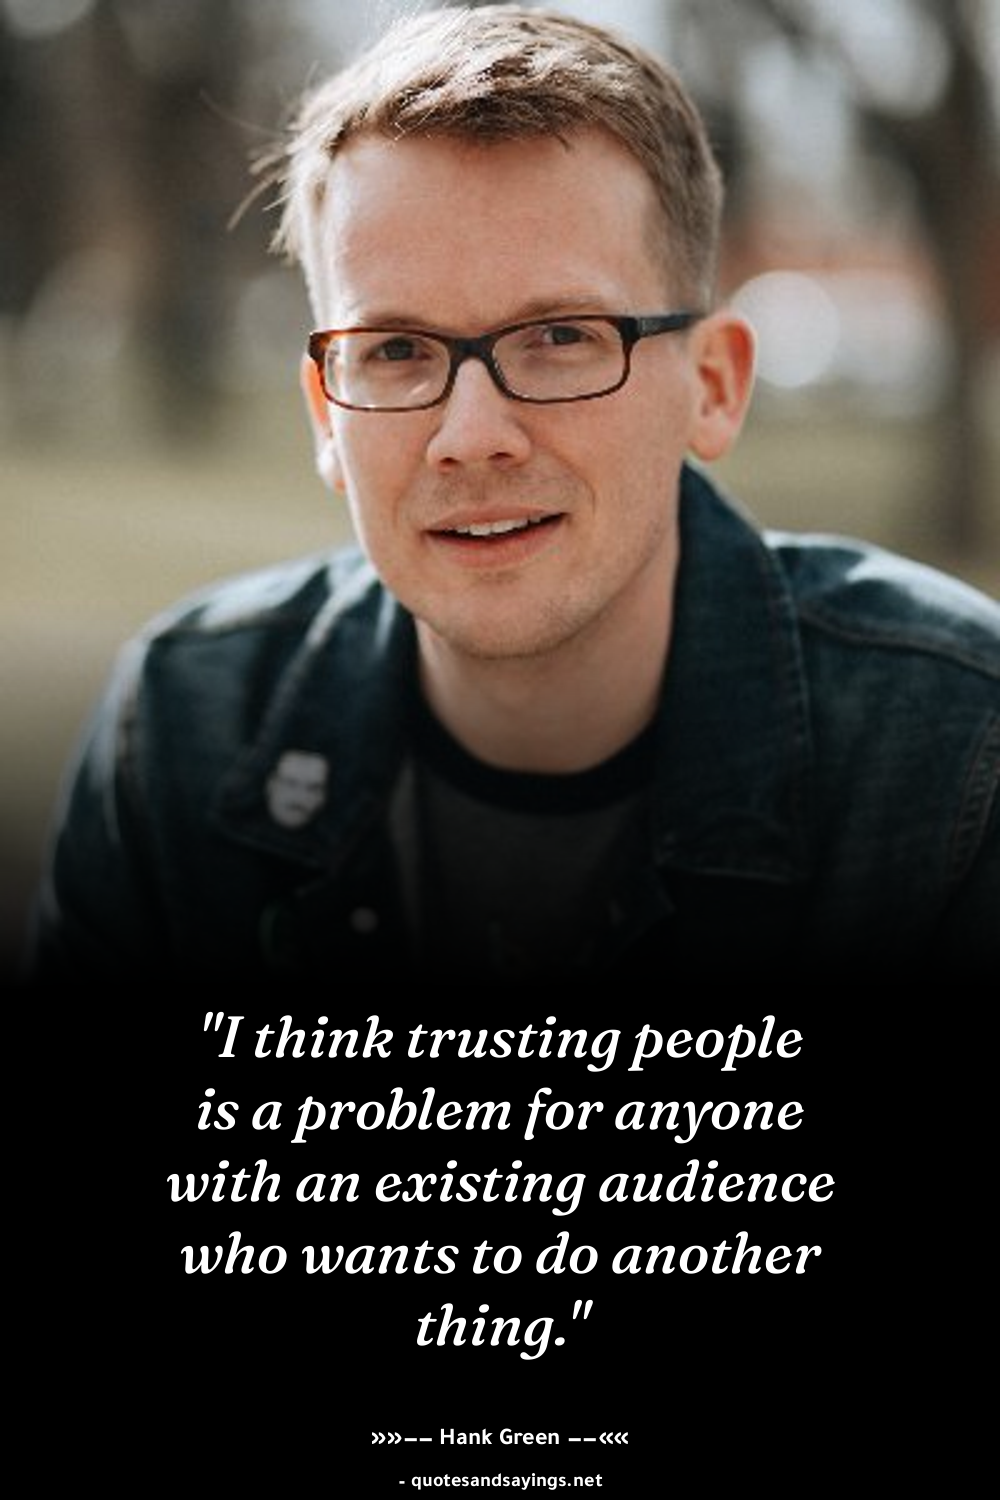 "I think trusting people
is a problem for anyone
with an existing audience
who wants to do another
thing."
»»−− Hank Green −−««
- quotesandsayings.net